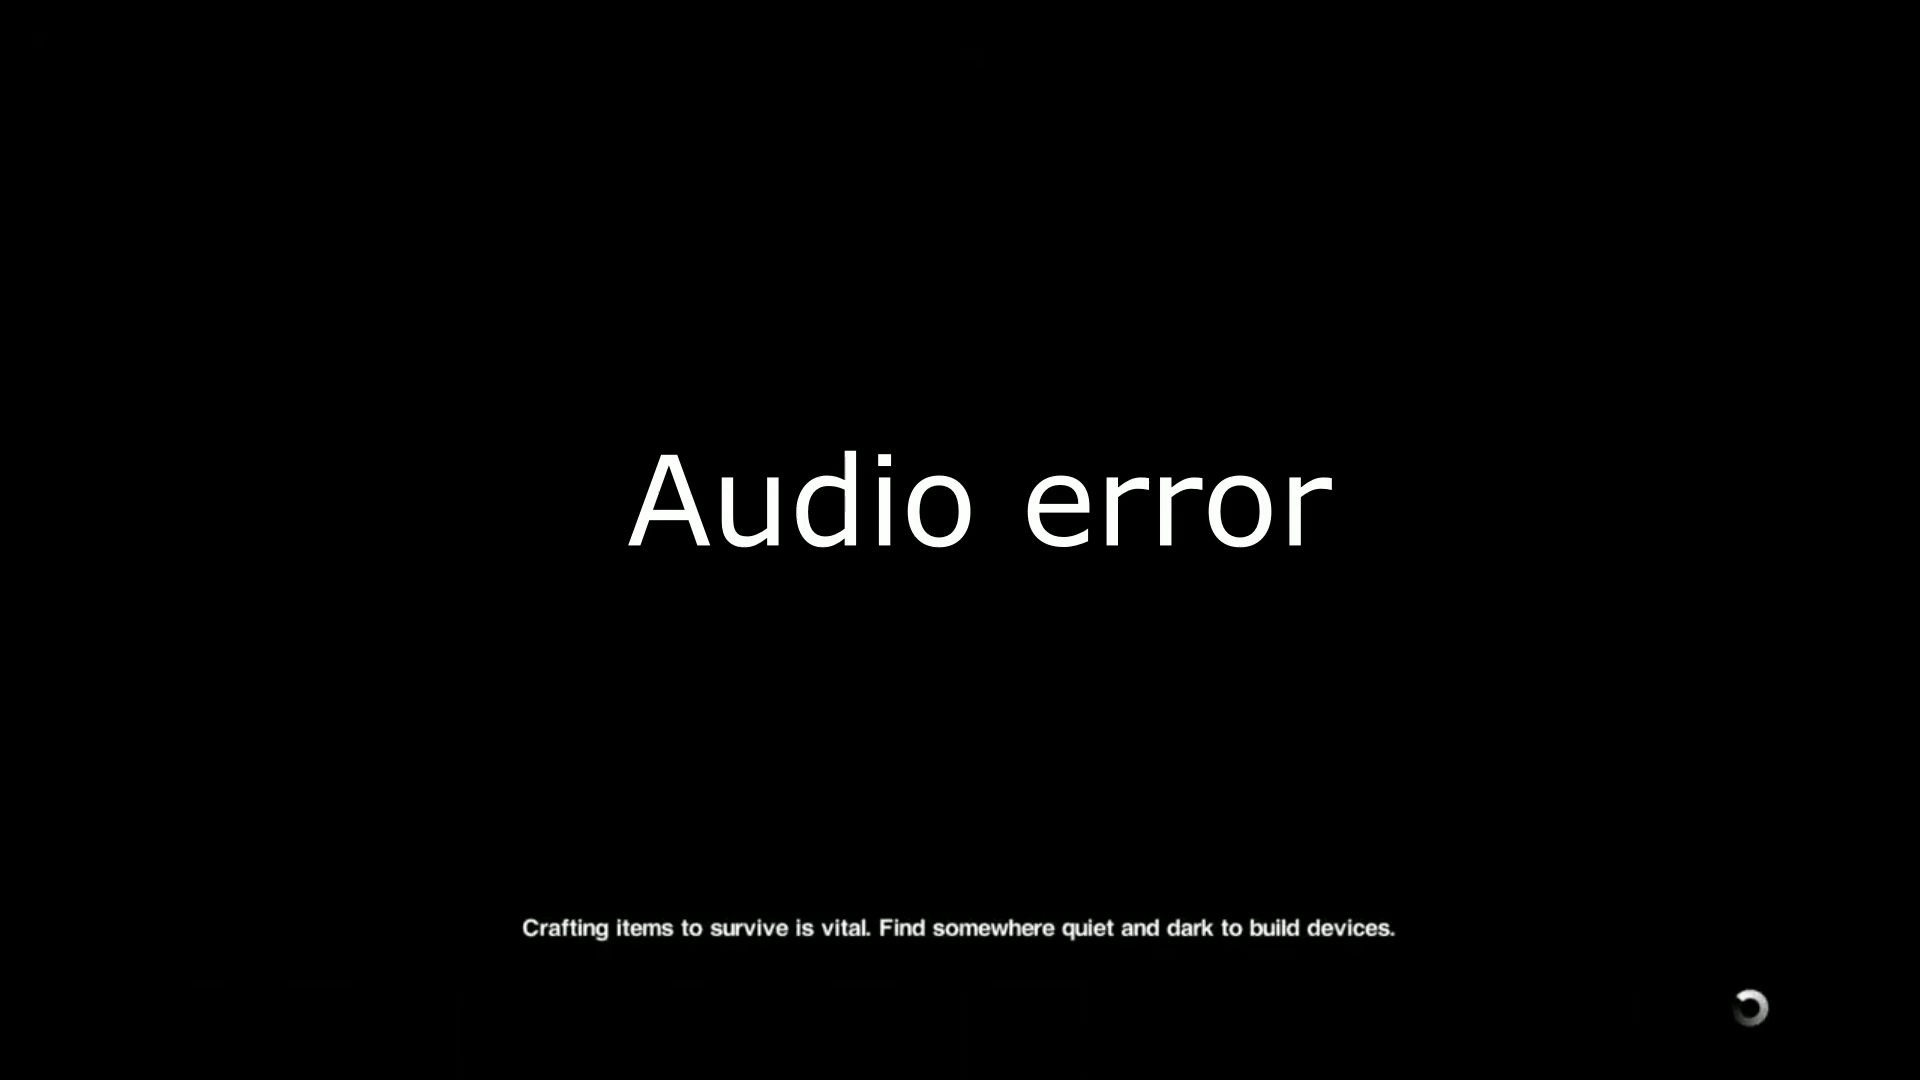 Audio error
Crafting items to survive is vital. Find somewhere quiet and dark to build devices.